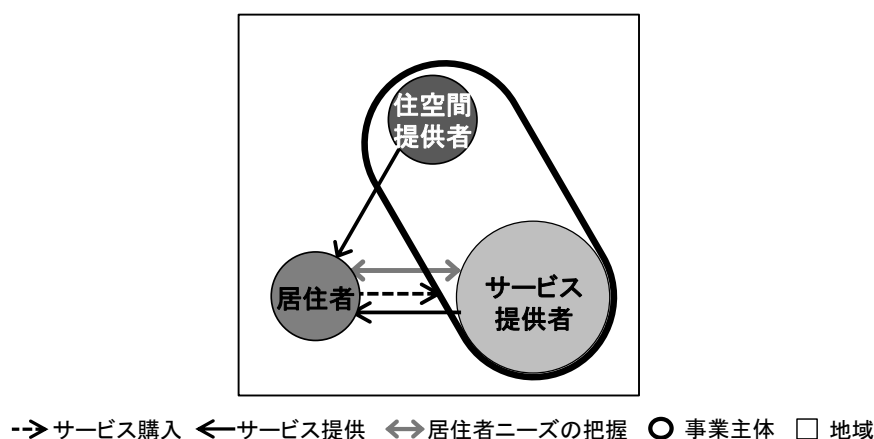 住空間
提供者
居住者
サービス
提供者
サービス購入 サービス提供 居住者ニーズの把握 事業主体 地域